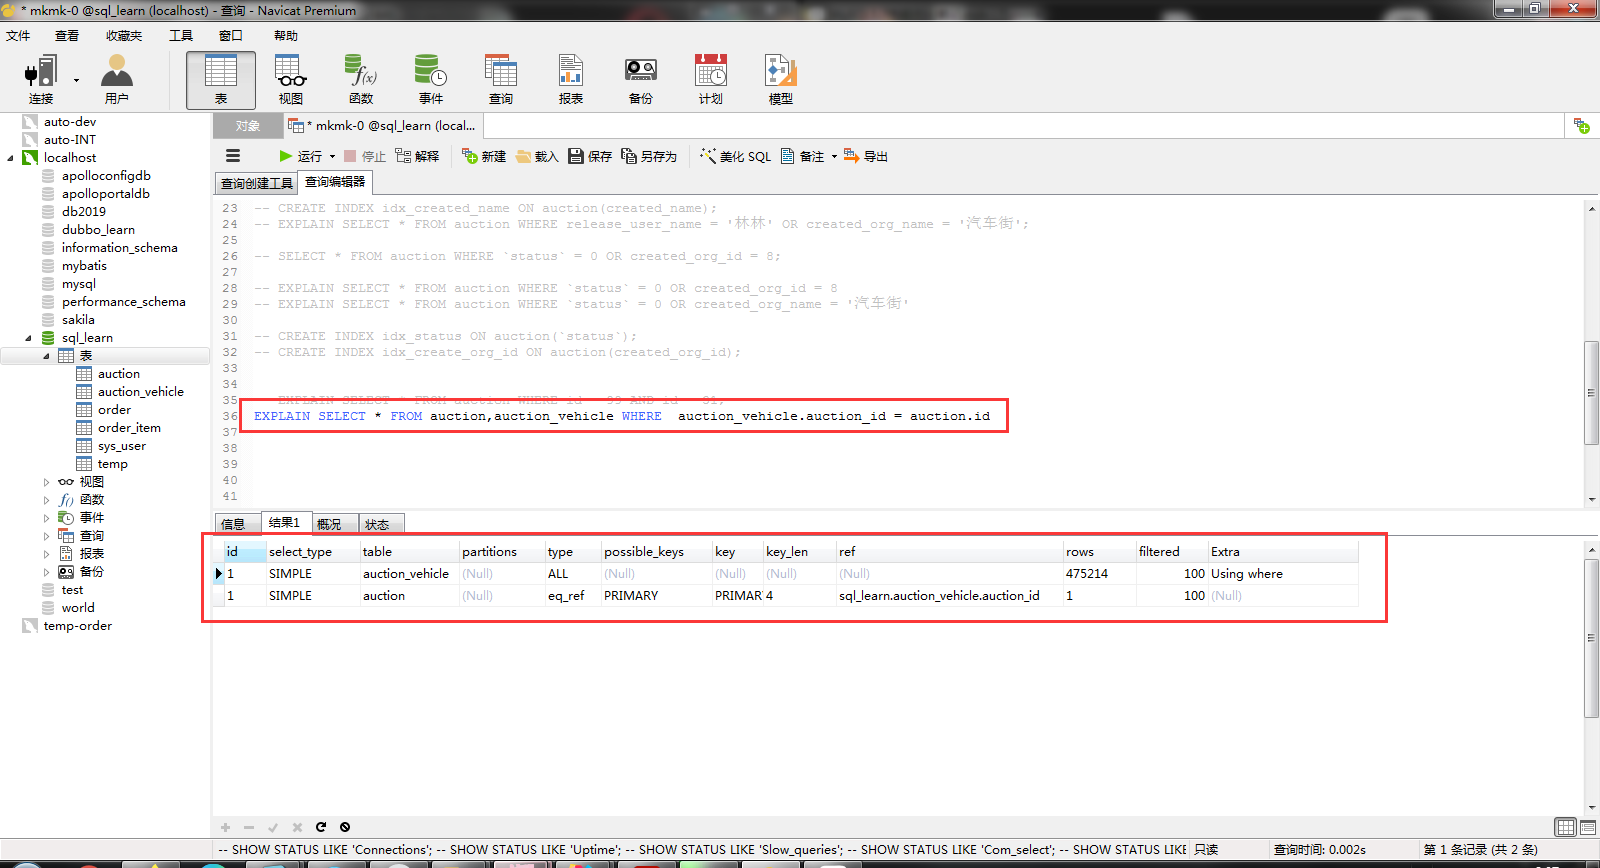 * mkmk-0 @sql_learn (localhost) - 查询 - Navicat Premium
文件 查看 收藏夹 工具 窗口 帮助
连接 用户 表 视图 函数 事件 查询 报表 备份 计划 模型
auto-dev
auto-INT
localhost
apolloconfigdb
apolloportaldb
db2019
dubbo_learn
information_schema
mybatis
mysql
performance_schema
sakila
sql_learn
表
auction
auction_vehicle
order
order_item
sys_user
temp
视图
函数
事件
查询
报表
备份
test
world
temp-order
对象 * mkmk-0 @sql_learn (local...
运行 停止 解释 新建 载入 保存 另存为 美化 SQL 备注 导出
查询创建工具 查询编辑器
23 -- CREATE INDEX idx_created_name ON auction(created_name);
24 -- EXPLAIN SELECT * FROM auction WHERE release_user_name = '林林' OR created_org_name = '汽车街';
25
26 -- SELECT * FROM auction WHERE `status` = 0 OR created_org_id = 8;
27
28 -- EXPLAIN SELECT * FROM auction WHERE `status` = 0 OR created_org_id = 8
29 -- EXPLAIN SELECT * FROM auction WHERE `status` = 0 OR created_org_name = '汽车街'
30
31 -- CREATE INDEX idx_status ON auction(`status`);
32 -- CREATE INDEX idx_create_org_id ON auction(created_org_id);
33
34
35 EXPLAIN SELECT * FROM auction WHERE id
36 EXPLAIN SELECT * FROM auction,auction_vehicle WHERE auction_vehicle.auction_id = auction.id
37
38
39
40
41
信息 结果1 概况 状态
id select_type table partitions type possible_keys key key_len ref rows filtered Extra
1 SIMPLE auction_vehicle (Null) ALL (Null) (Null) (Null) (Null) 475214 100 Using where
1 SIMPLE auction (Null) eq_ref PRIMARY PRIMAR 4 sql_learn.auction_vehicle.auction_id 1 100 (Null)
-- SHOW STATUS LIKE 'Connections'; -- SHOW STATUS LIKE 'Uptime'; -- SHOW STATUS LIKE 'Slow_queries'; -- SHOW STATUS LIKE 'Com_select'; -- SHOW STATUS LIKE 只读 查询时间: 0.002s 第 1 条记录 (共 2 条)